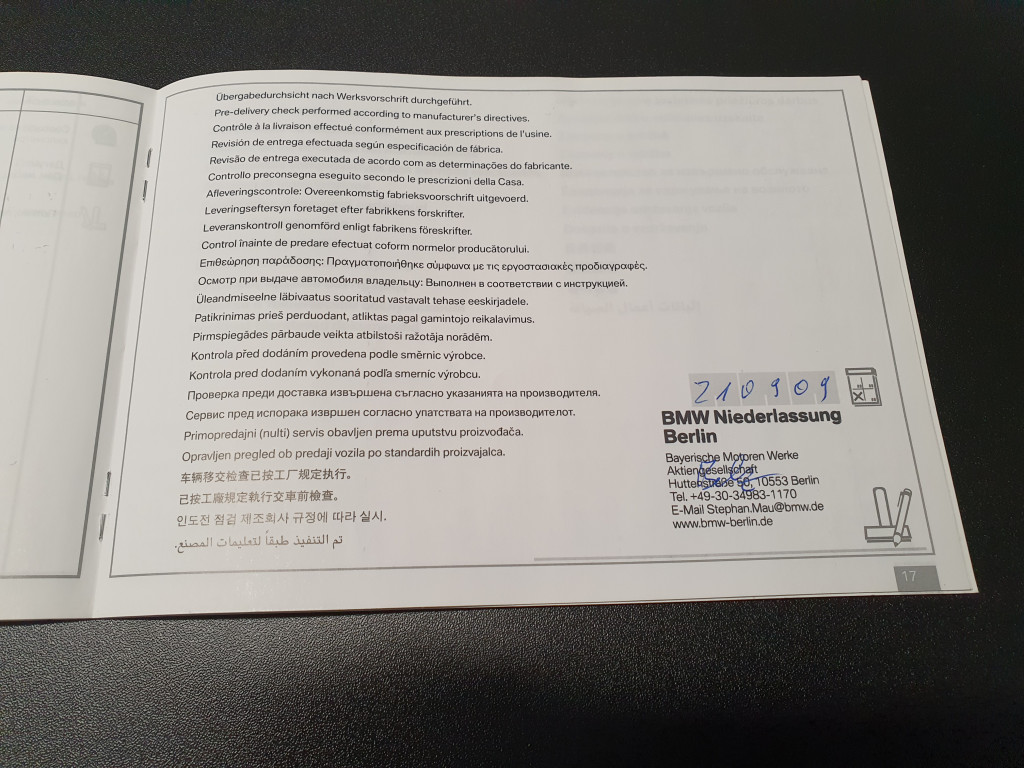 Übergabedurchsicht nach Werksvorschrift durchgeführt.
Pre-delivery check performed according to manufacturer's directives.
Contrôle à la livraison effectué conformément aux prescriptions de l'usine.
Revisión de entrega efectuada según especificación de fábrica.
Revisão de entrega executada de acordo com as determinações do fabricante.
Controllo preconsegna eseguito secondo le prescrizioni della Casa.
Afleveringscontrole: Overeenkomstig fabrieksvoorschrift uitgevoerd.
Leveringseftersyn foretaget efter fabrikkens forskrifter.
Leveranskontroll genomförd enligt fabrikens föreskrifter.
Control înainte de predare efectuat coform normelor producătorului.
Επιθεώρηση παράδοσης: Πραγματοποιήθηκε σύμφωνα με τις εργοστασιακές προδιαγραφές.
Осмотр при выдаче автомобиля владельцу: Выполнен в соответствии с инструкцией.
Üleandmiseelne läbivaatus sooritatud vastavalt tehase eeskirjadele.
Patikrinimas prieš perduodant, atliktas pagal gamintojo reikalavimus.
Pirmspiegādes pārbaude veikta atbilstoši ražotāja norādēm.
Kontrola před dodáním provedena podle směrnic výrobce.
Kontrola pred dodaním vykonaná podľa smerníc výrobcu.
Проверка преди доставка извършена съгласно указанията на производителя.
Сервис пред испорака извршен согласно упатствата на производителот.
Primopredajni (nulti) servis obavljen prema uputstvu proizvođača.
Opravljen pregled ob predaji vozila po standardih proizvajalca.
车辆移交检查已按工厂规定执行。
已按工廠規定執行交車前檢查。
인도전 점검 제조회사 규정에 따라 실시.
تم التنفيذ طبقاً لتعليمات المصنع.
210909
BMW Niederlassung
Berlin
Bayerische Motoren Werke
Aktiengesellschaft
Huttenstraße 50, 10553 Berlin
Tel. +49-30-34983-1170
E-Mail Stephan.Mau@bmw.de
www.bmw-berlin.de
17